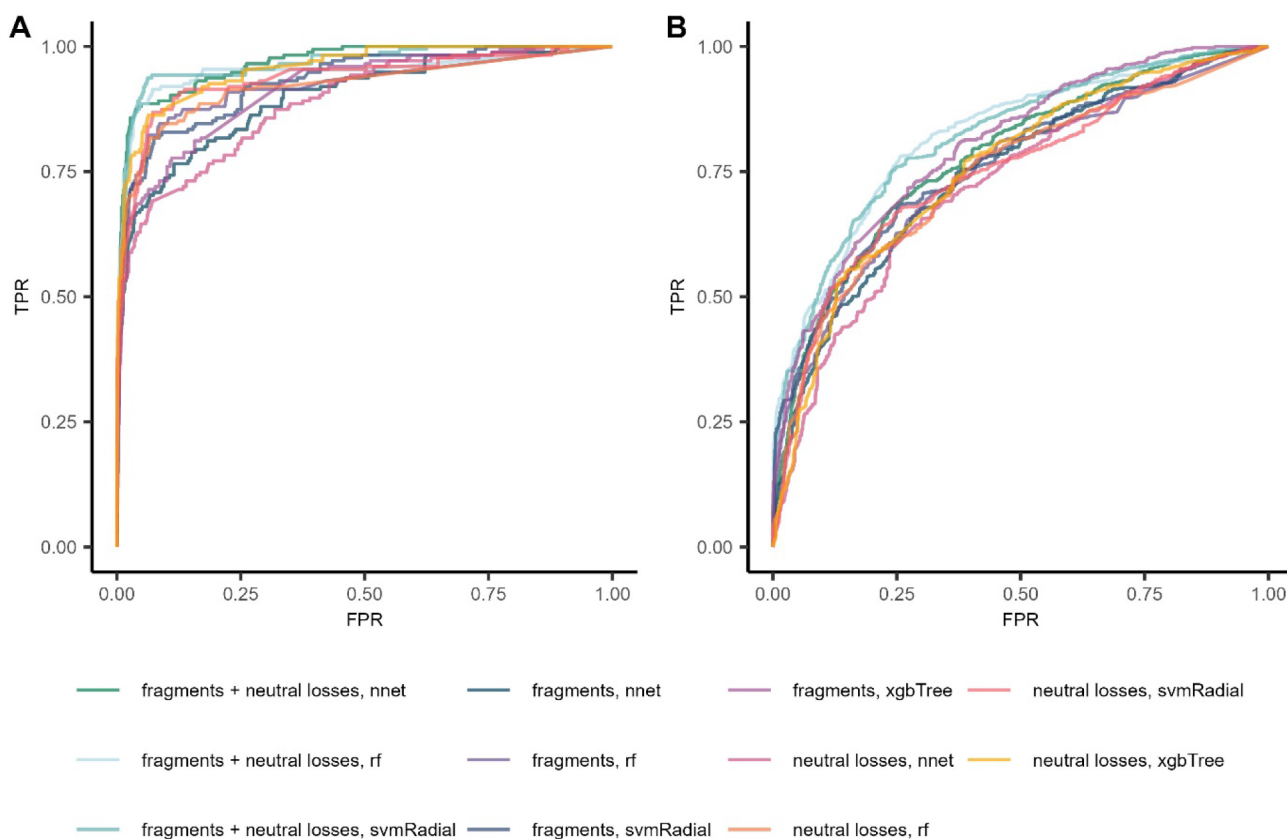 A
1.00
0.75
0.50
0.25
0.00
TPR
0.00 0.25 0.50 0.75 1.00
FPR
B
1.00
0.75
0.50
0.25
0.00
TPR
0.00 0.25 0.50 0.75 1.00
FPR
fragments + neutral losses, nnet fragments, nnet fragments, xgbTree neutral losses, svmRadial
fragments + neutral losses, rf fragments, rf neutral losses, nnet neutral losses, xgbTree
fragments + neutral losses, svmRadial fragments, svmRadial neutral losses, rf